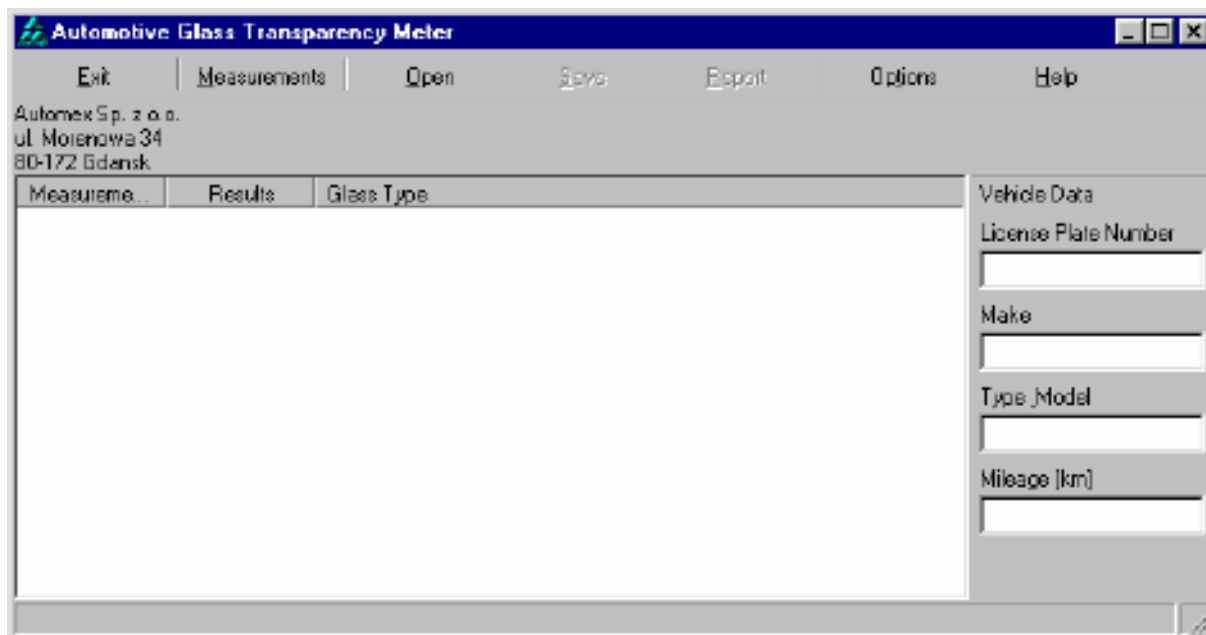 Automotive Glass Transparency Meter
Exit Measurements Open Save Report Options Help
Automex Sp. z o.o.
ul. Morenowa 34
80-172 Gdansk
Measureme... Results Glass Type
Vehicle Data
License Plate Number
Make
Type ,Model
Mileage [km]